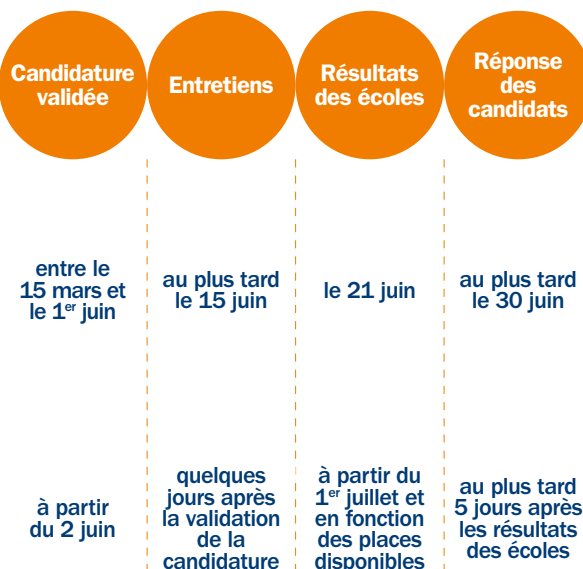 Candidature
validée
Entretiens
Résultats
des écoles
Réponse
des
candidats
entre le
15 mars et
le 1er juin
au plus tard
le 15 juin
le 21 juin
au plus tard
le 30 juin
à partir
du 2 juin
quelques
jours après
la validation
de la
candidature
à partir du
1er juillet et
en fonction
des places
disponibles
au plus tard
5 jours après
les résultats
des écoles